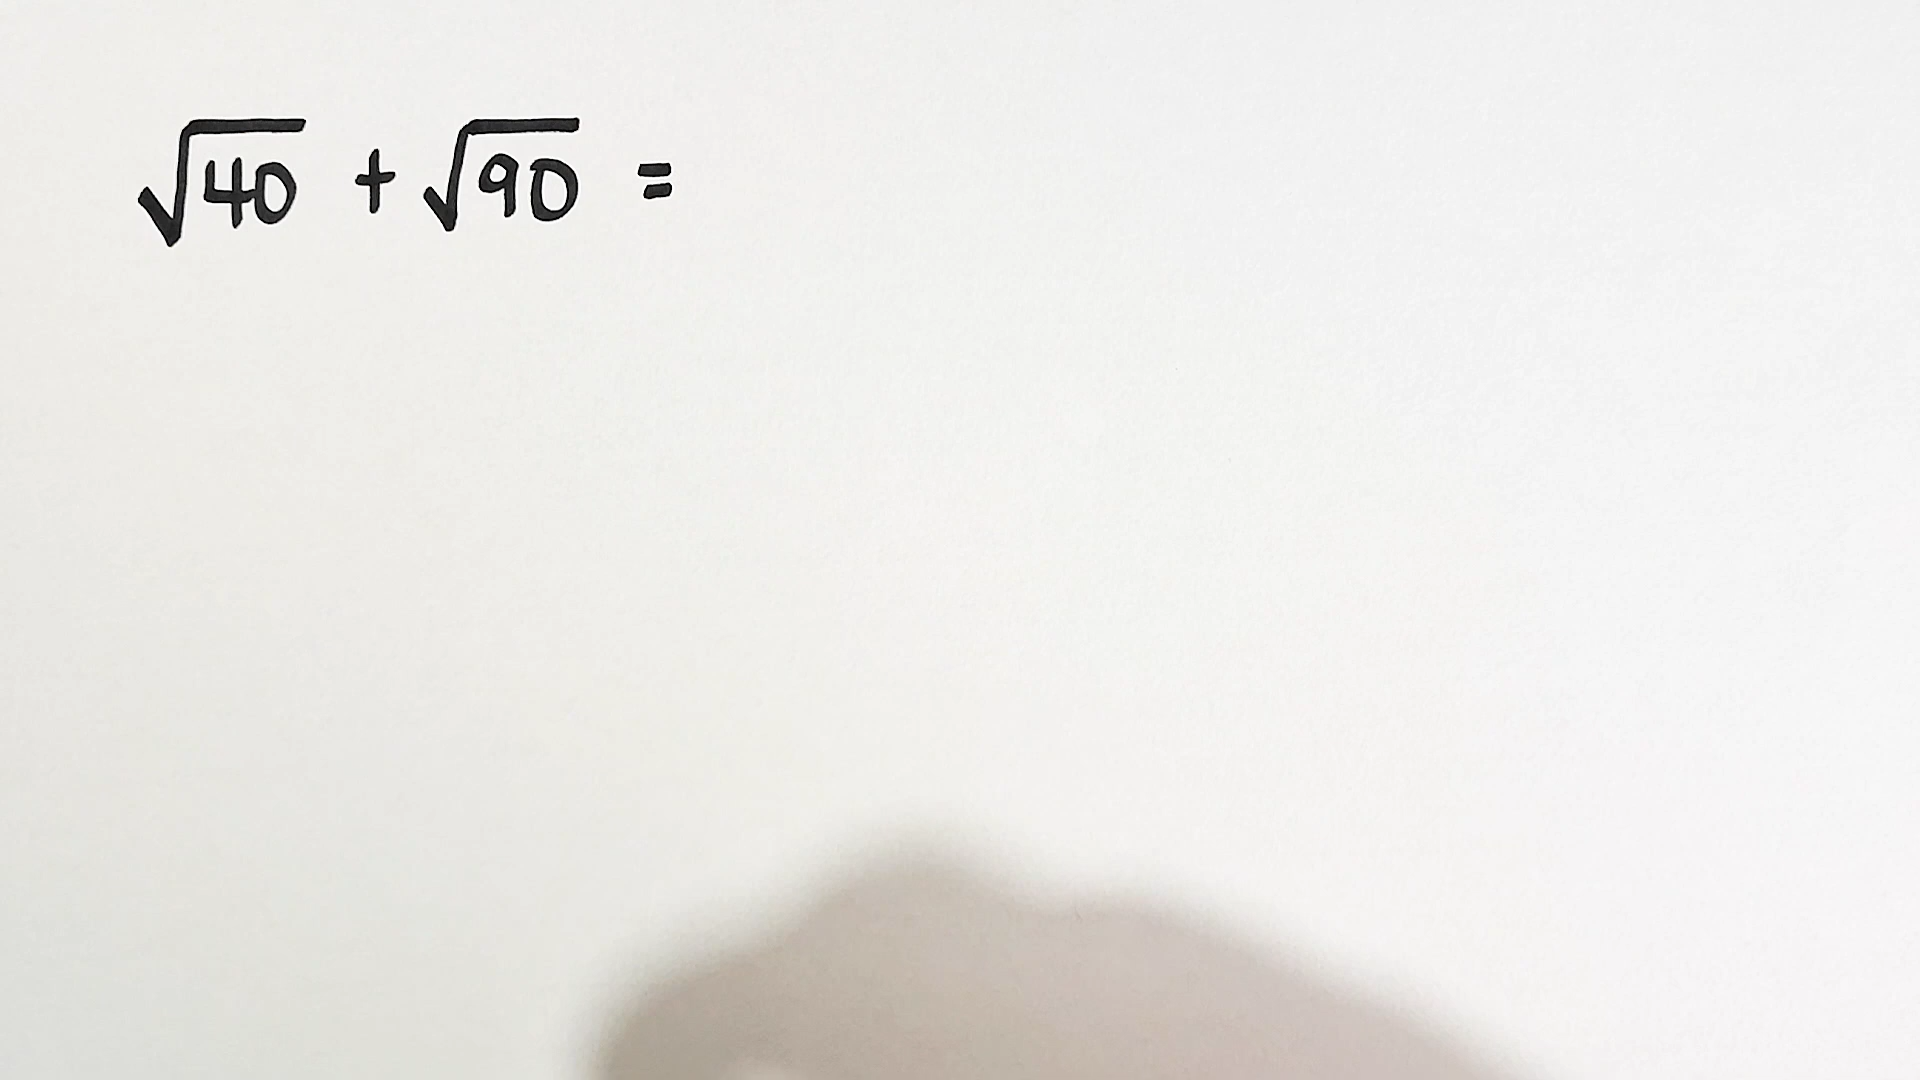 √40 + √90 =